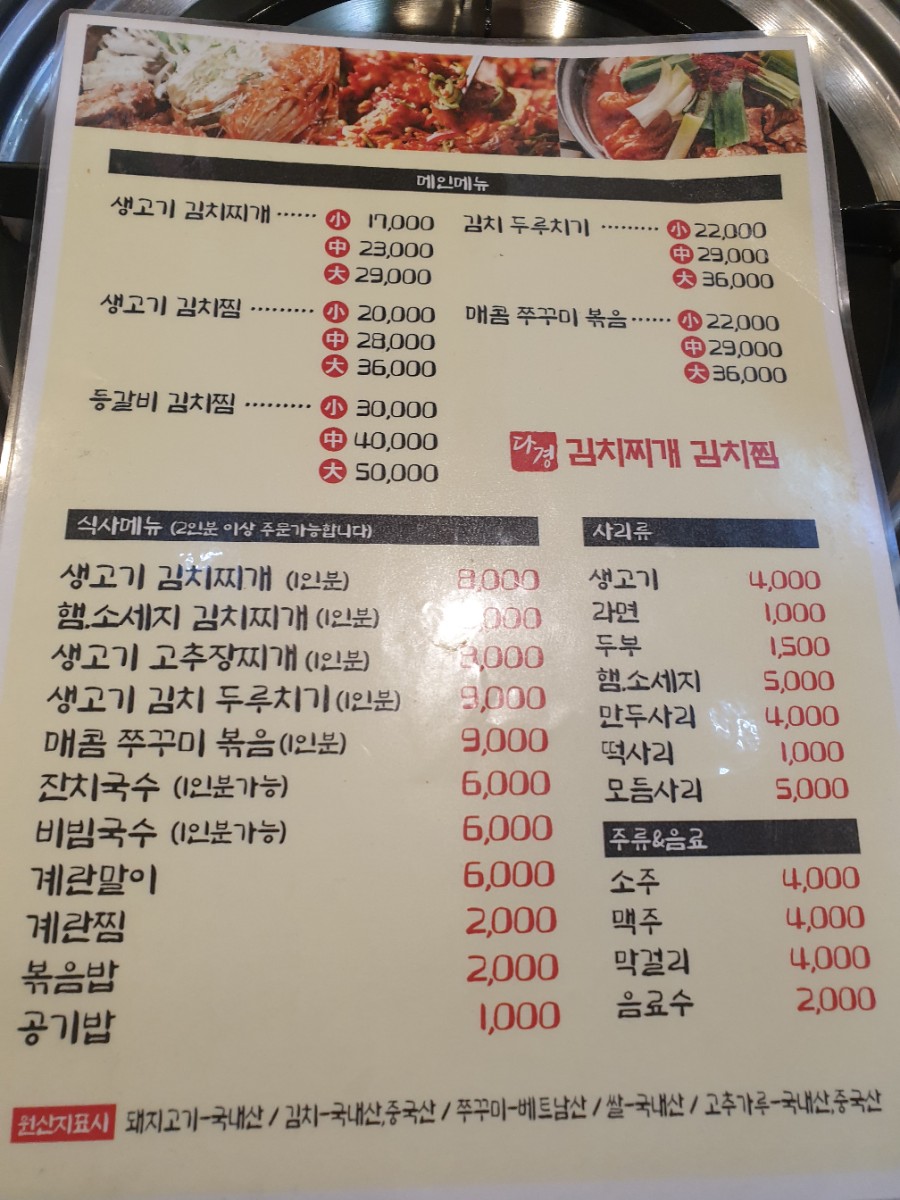 메인메뉴
생고기 김치찌개 ······ 小 17,000
中 23,000
大 29,000
생고기 김치찜 ········· 小 20,000
中 28,000
大 36,000
등갈비 김치찜 ········· 小 30,000
中 40,000
大 50,000
김치 두루치기 ········· 小 22,000
中 29,000
大 36,000
매콤 쭈꾸미 볶음 ······ 小 22,000
中 29,000
大 36,000
다경 김치찌개 김치찜
식사메뉴 (2인분 이상 주문가능합니다)
생고기 김치찌개 (1인분) 8,000
햄.소세지 김치찌개 (1인분) ,000
생고기 고추장찌개 (1인분) 8,000
생고기 김치 두루치기 (1인분) 9,000
매콤 쭈꾸미 볶음 (1인분) 9,000
잔치국수 (1인분가능) 6,000
비빔국수 (1인분가능) 6,000
계란말이 6,000
계란찜 2,000
볶음밥 2,000
공기밥 1,000
사리류
생고기 4,000
라면 1,000
두부 1,500
햄.소세지 5,000
만두사리 4,000
떡사리 1,000
모듬사리 5,000
주류&음료
소주 4,000
맥주 4,000
막걸리 4,000
음료수 2,000
원산지표시 돼지고기-국내산 / 김치-국내산,중국산 / 쭈꾸미-베트남산 / 쌀-국내산 / 고추가루-국내산,중국산